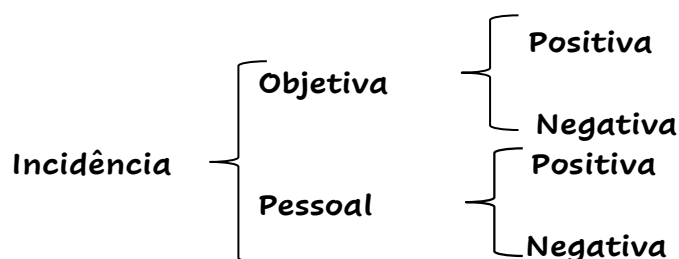 Incidência
Objetiva
Positiva
Negativa
Pessoal
Positiva
Negativa